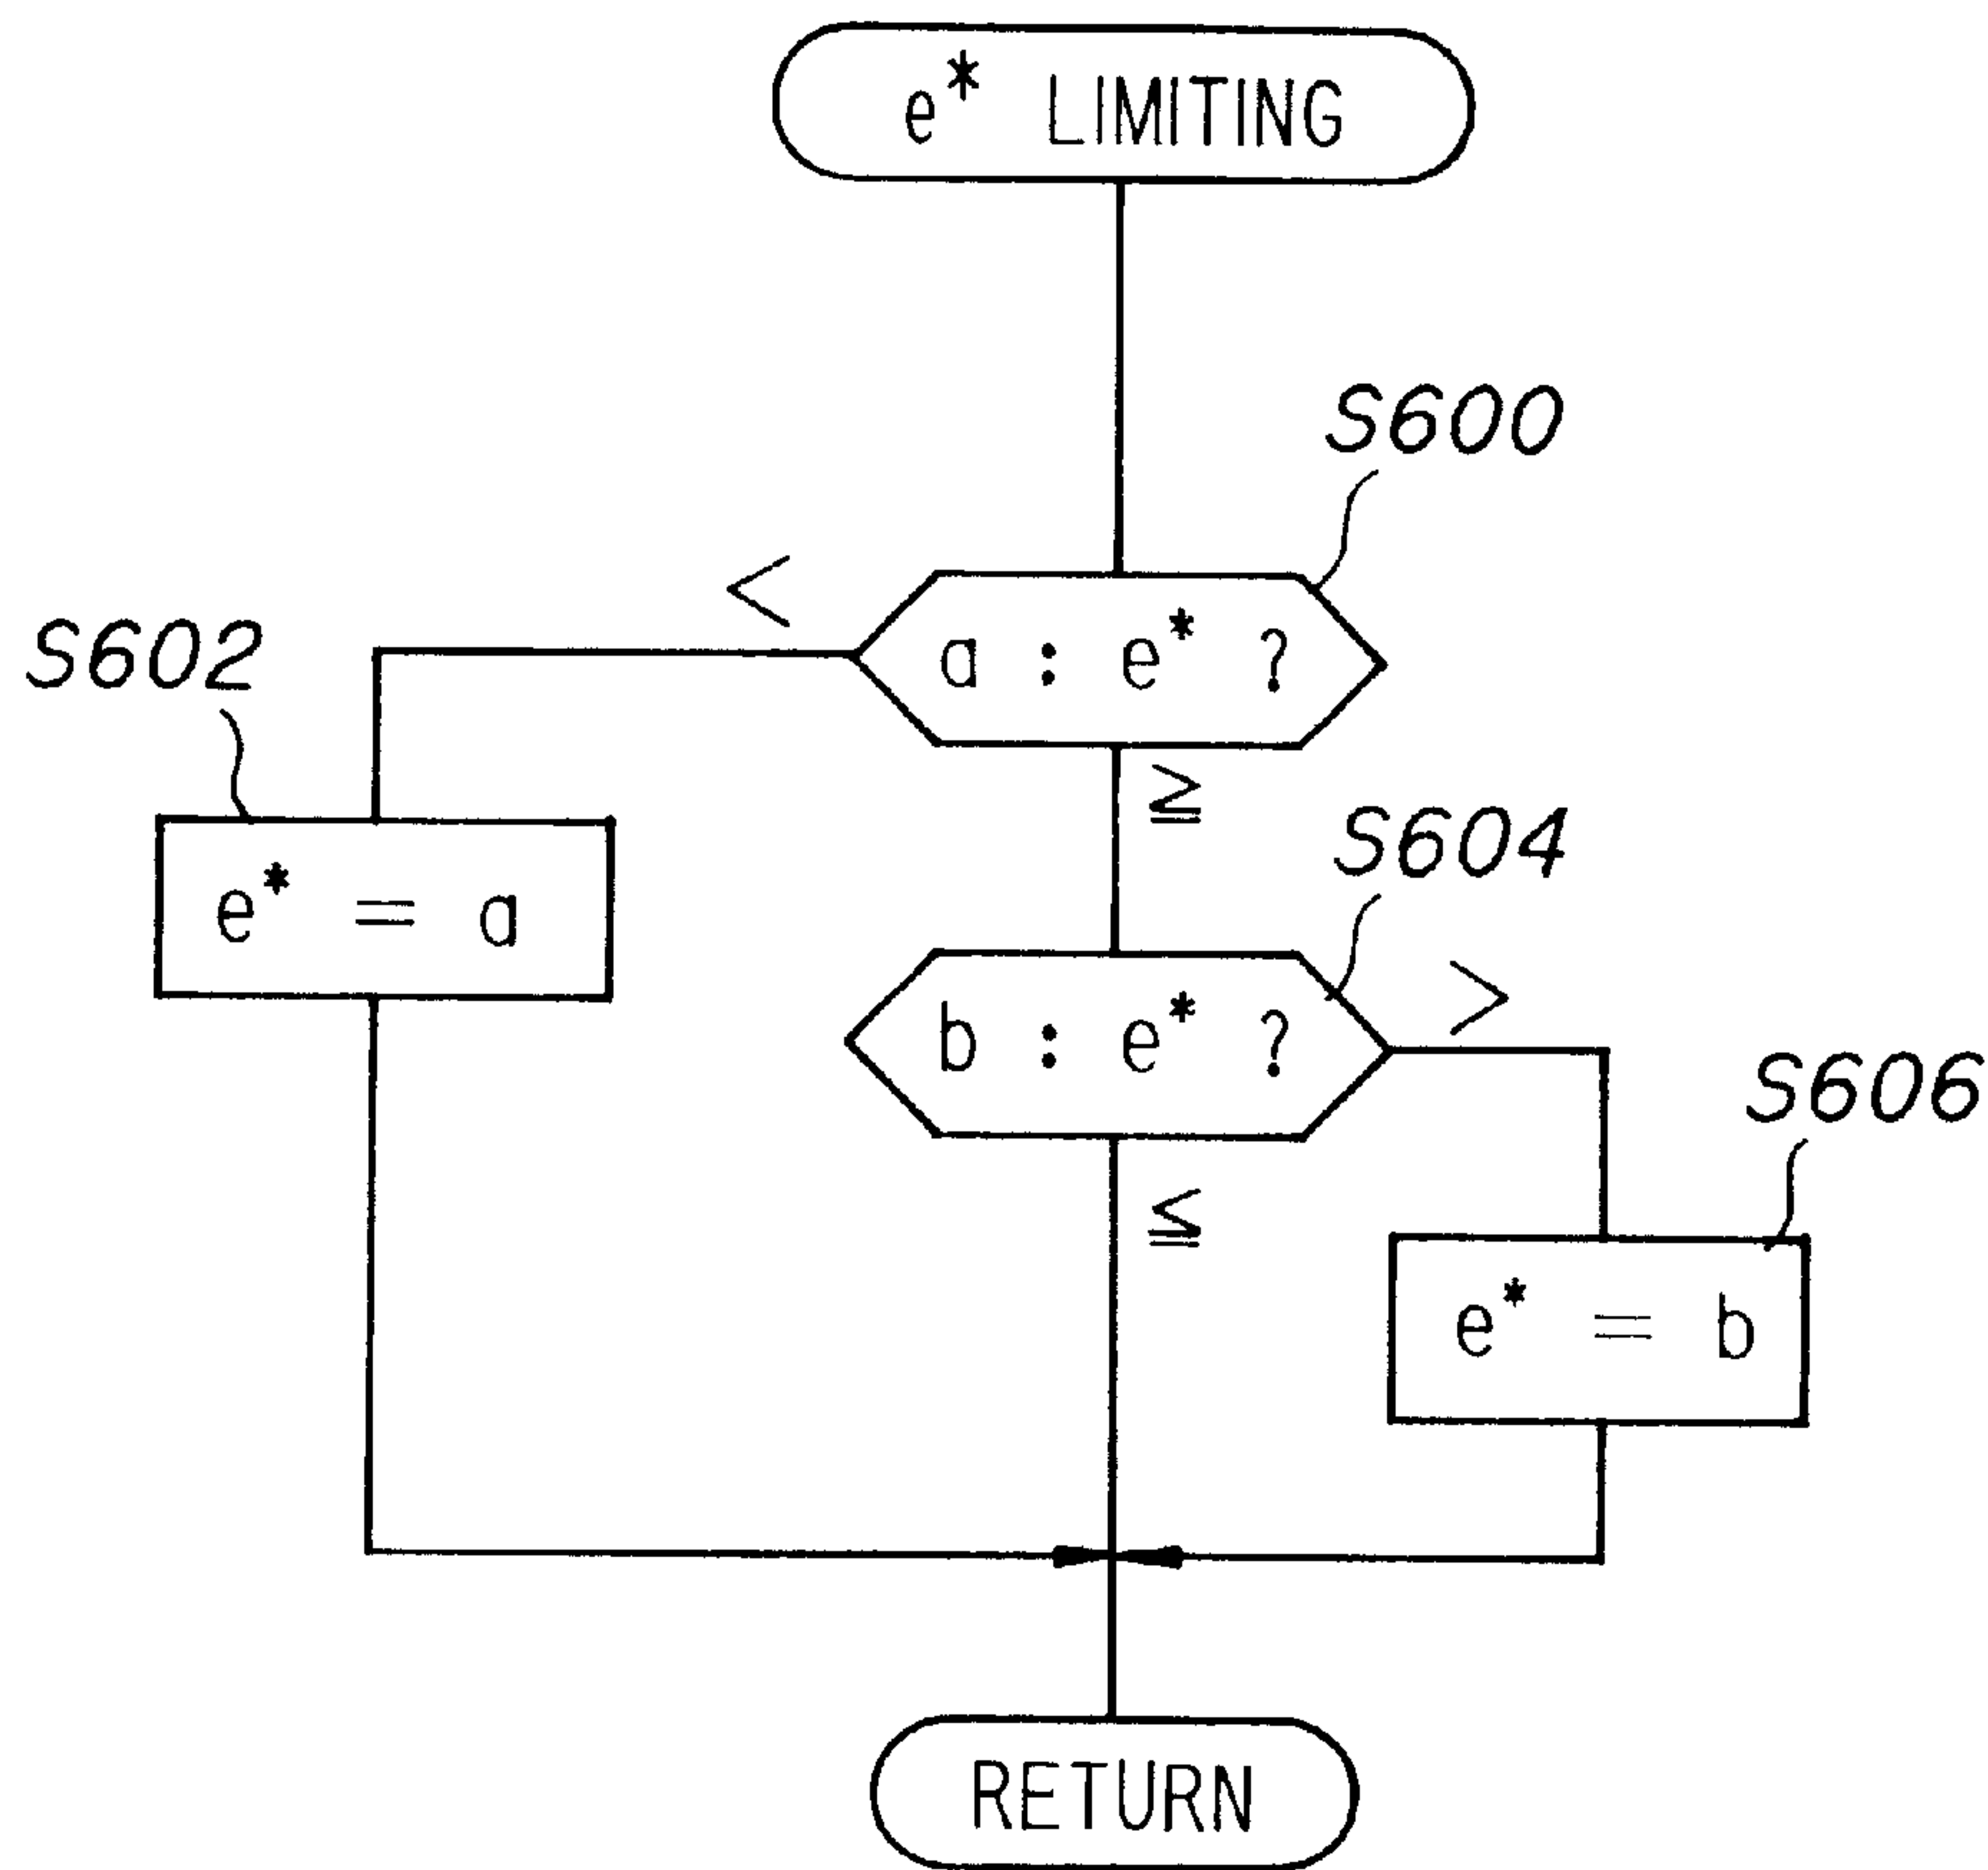 e* LIMITING
S600
<
a : e* ?
S602
≧
e* = a
S604
b : e* ?
>
S606
≦
e* = b
RETURN